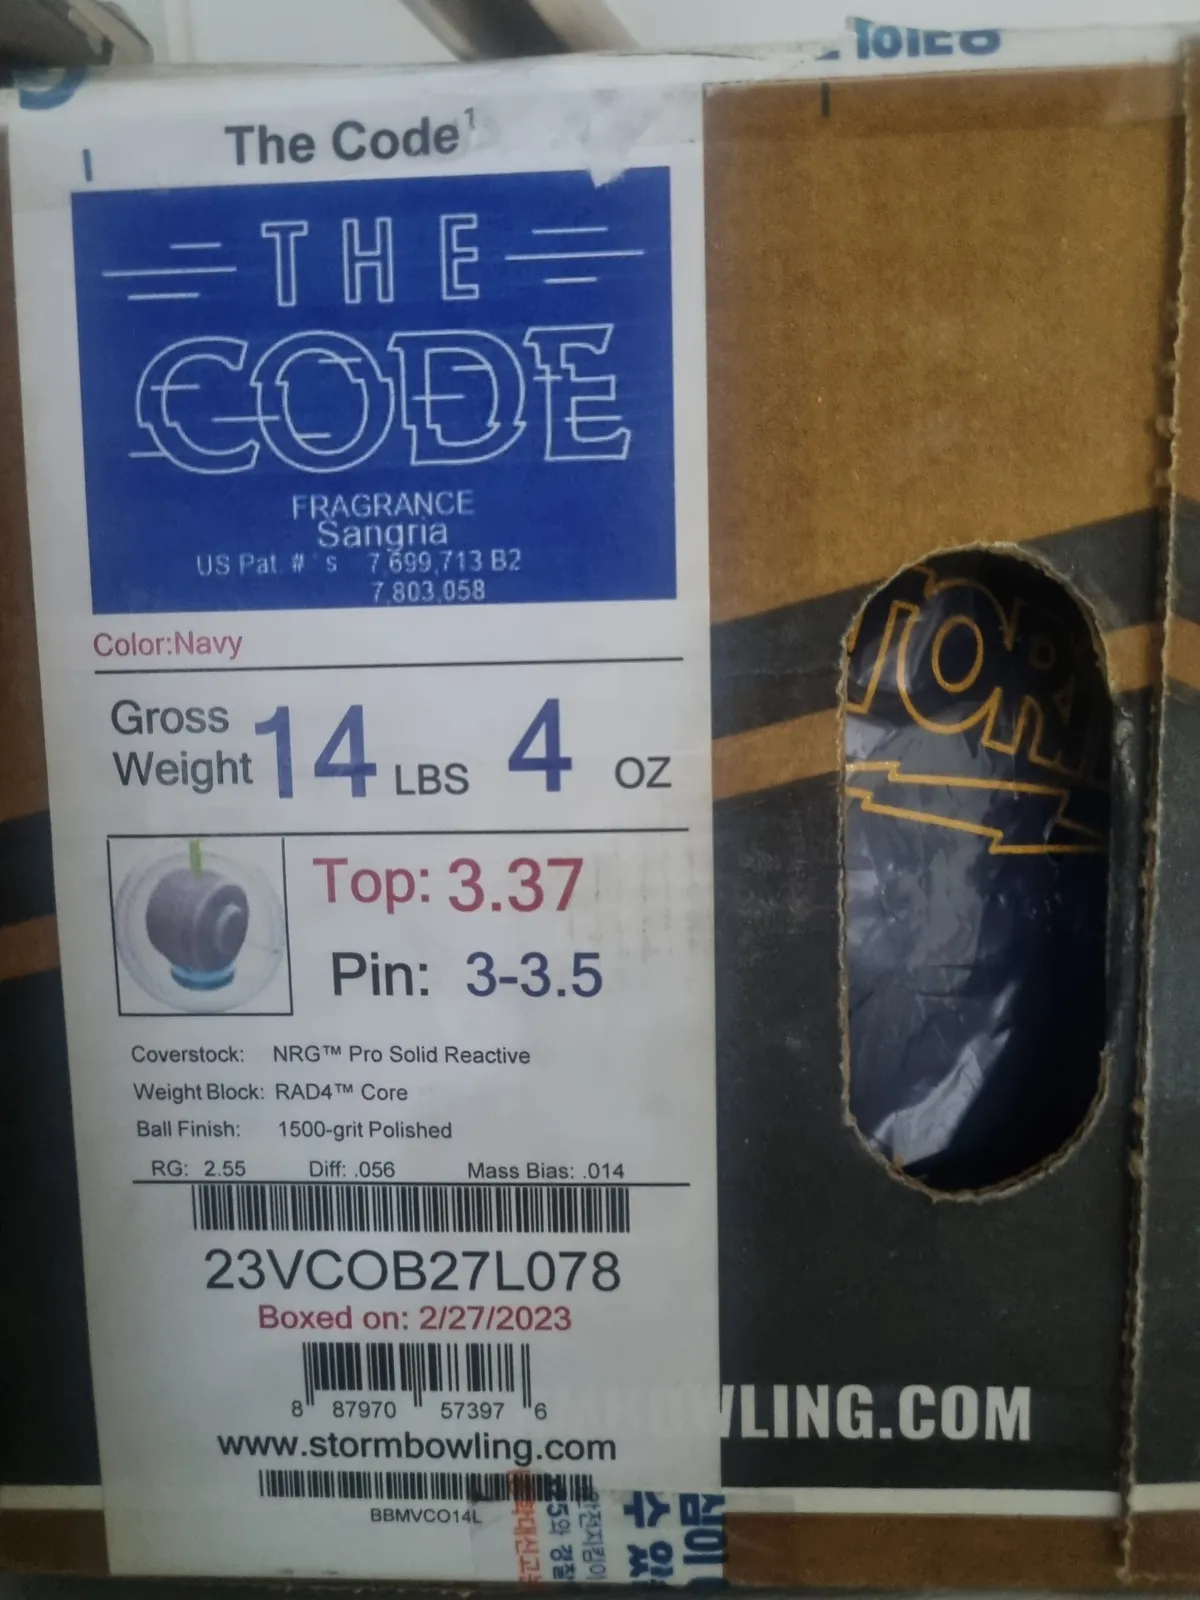 The Code¹
THE
CODE
FRAGRANCE
Sangria
US Pat. # ' s 7,699,713 B2
7,803,058
Color:Navy
Gross Weight 14 LBS 4 OZ
Top: 3.37
Pin: 3-3.5
Coverstock: NRG™ Pro Solid Reactive
Weight Block: RAD4™ Core
Ball Finish: 1500-grit Polished
RG: 2.55 Diff: .056 Mass Bias: .014
23VCOB27L078
Boxed on: 2/27/2023
8 87970 57397 6
www.stormbowling.com
BBMVCO14L
WLING.COM